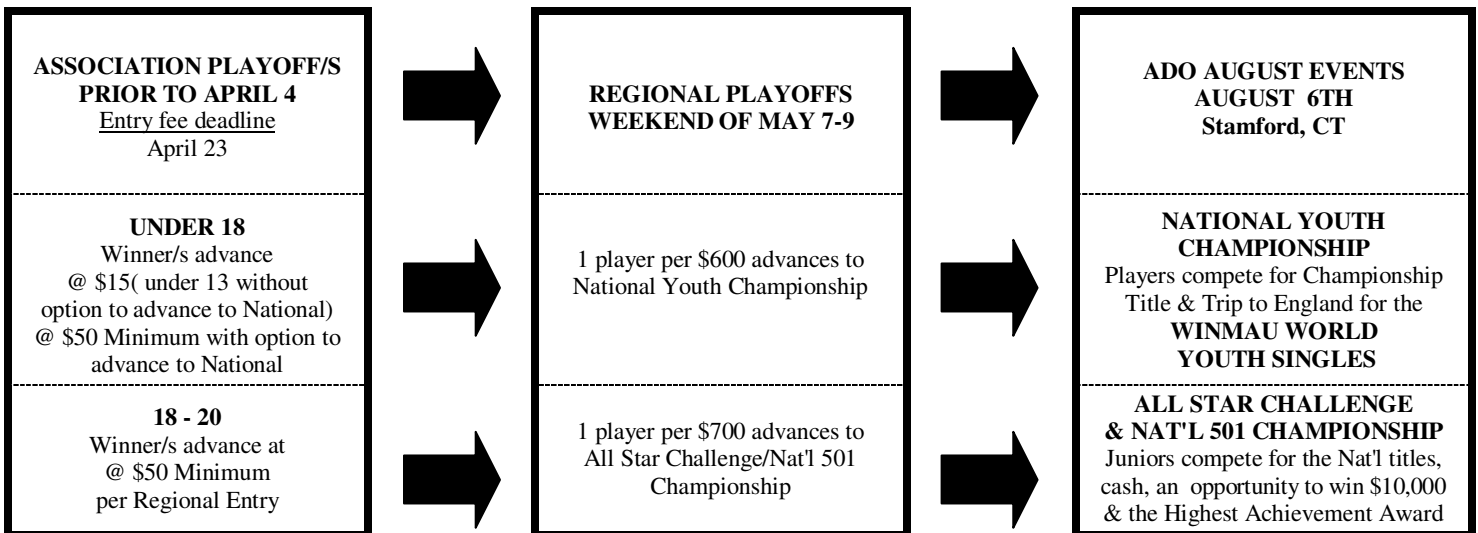 ASSOCIATION PLAYOFF/S
PRIOR TO APRIL 4
Entry fee deadline
April 23
REGIONAL PLAYOFFS
WEEKEND OF MAY 7-9
ADO AUGUST EVENTS
AUGUST 6TH
Stamford, CT
UNDER 18
Winner/s advance
@ $15( under 13 without
option to advance to National)
@ $50 Minimum with option to
advance to National
1 player per $600 advances to
National Youth Championship
NATIONAL YOUTH
CHAMPIONSHIP
Players compete for Championship
Title & Trip to England for the
WINMAU WORLD
YOUTH SINGLES
18 - 20
Winner/s advance at
@ $50 Minimum
per Regional Entry
1 player per $700 advances to
All Star Challenge/Nat'l 501
Championship
ALL STAR CHALLENGE
& NAT'L 501 CHAMPIONSHIP
Juniors compete for the Nat'l titles,
cash, an opportunity to win $10,000
& the Highest Achievement Award